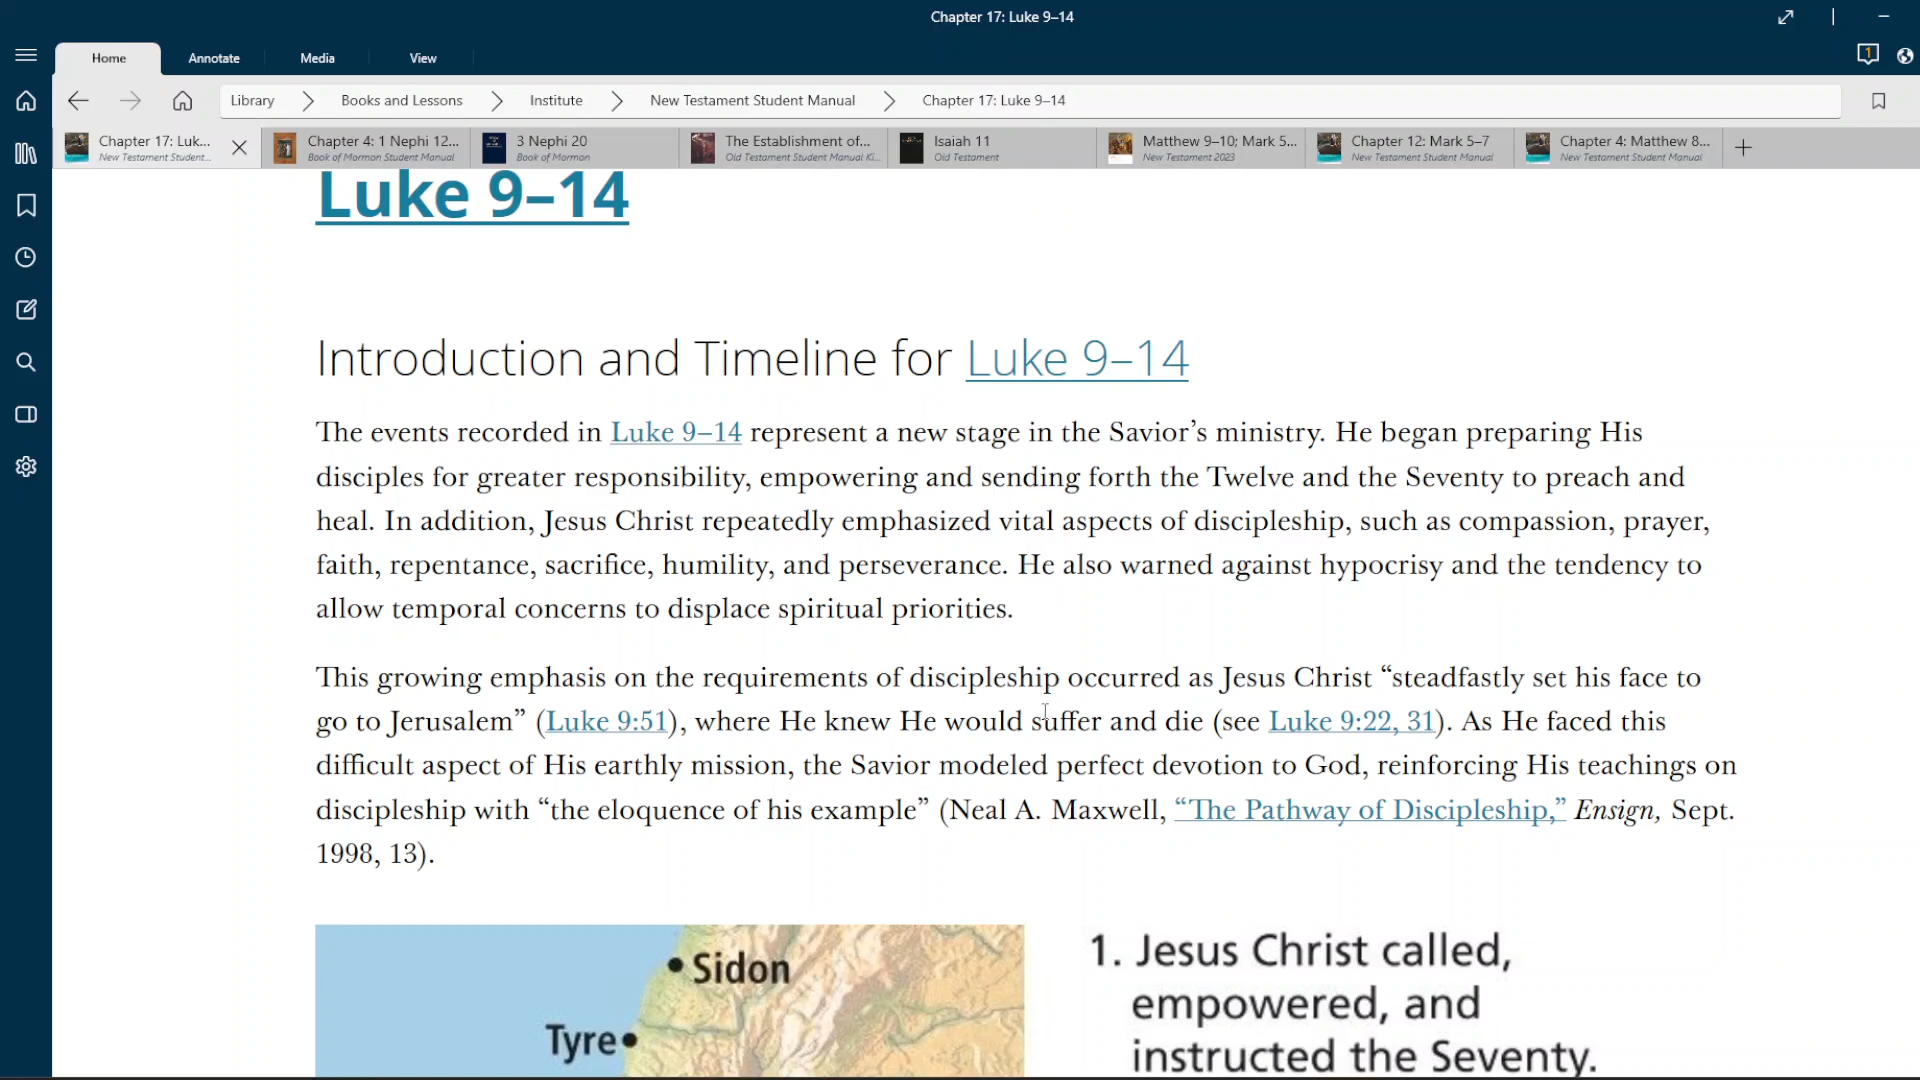 Chapter 17: Luke 9–14
Home
Annotate
Media
View
1
Library
Books and Lessons
Institute
New Testament Student Manual
Chapter 17: Luke 9–14
Chapter 17: Luk...
New Testament Student...
Chapter 4: 1 Nephi 12...
Book of Mormon Student Manual
3 Nephi 20
Book of Mormon
The Establishment of...
Old Testament Student Manual Ki...
Isaiah 11
Old Testament
Matthew 9–10; Mark 5...
New Testament 2023
Chapter 12: Mark 5–7
New Testament Student Manual
Chapter 4: Matthew 8...
New Testament Student Manual
Luke 9–14
Introduction and Timeline for Luke 9–14
The events recorded in Luke 9–14 represent a new stage in the Savior’s ministry. He began preparing His
disciples for greater responsibility, empowering and sending forth the Twelve and the Seventy to preach and
heal. In addition, Jesus Christ repeatedly emphasized vital aspects of discipleship, such as compassion, prayer,
faith, repentance, sacrifice, humility, and perseverance. He also warned against hypocrisy and the tendency to
allow temporal concerns to displace spiritual priorities.
This growing emphasis on the requirements of discipleship occurred as Jesus Christ “steadfastly set his face to
go to Jerusalem” (Luke 9:51), where He knew He would suffer and die (see Luke 9:22, 31). As He faced this
difficult aspect of His earthly mission, the Savior modeled perfect devotion to God, reinforcing His teachings on
discipleship with “the eloquence of his example” (Neal A. Maxwell, “The Pathway of Discipleship,” Ensign, Sept.
1998, 13).
Sidon
Tyre
1. Jesus Christ called,
empowered, and
instructed the Seventy.